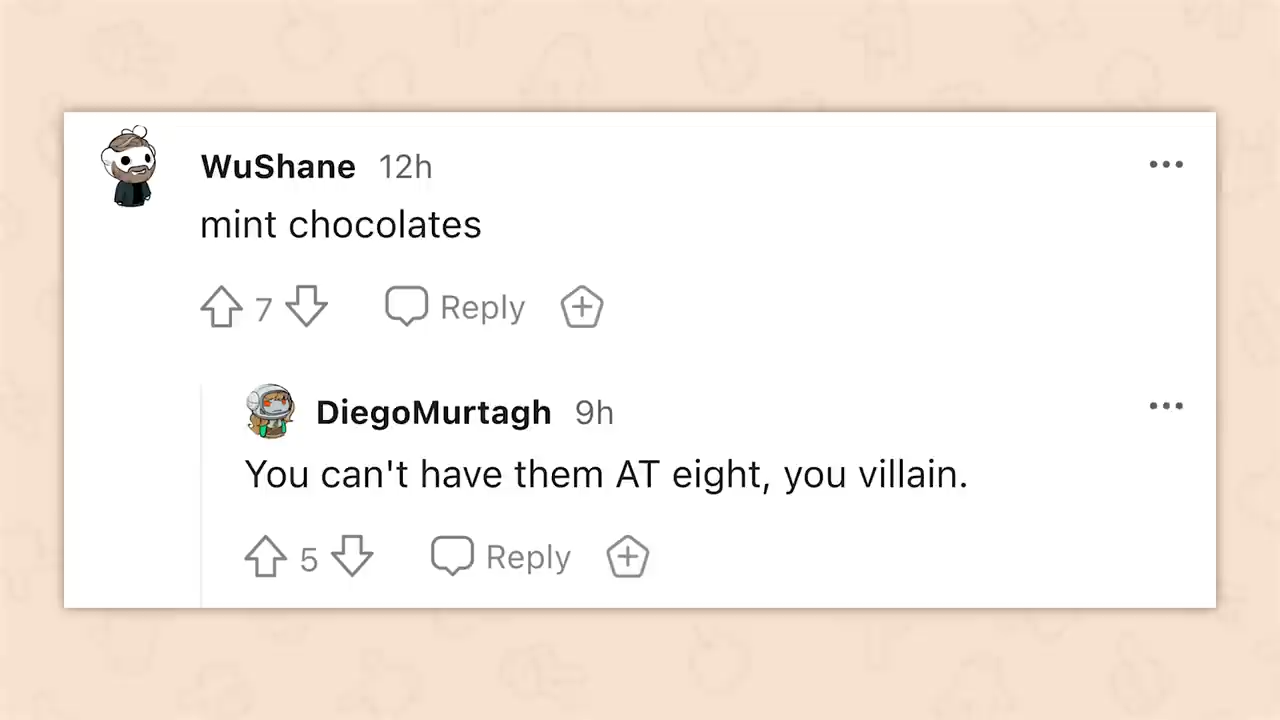 WuShane 12h
mint chocolates
7 Reply
DiegoMurtagh 9h
You can't have them AT eight, you villain.
5 Reply